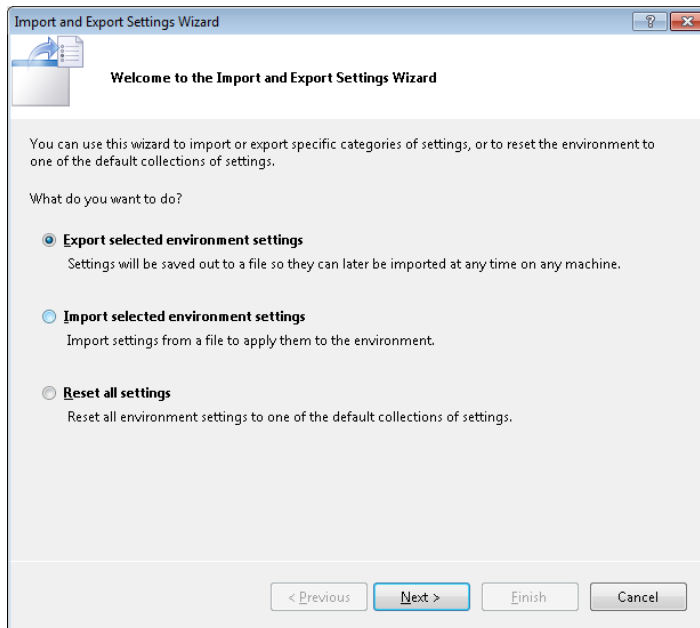 Import and Export Settings Wizard
Welcome to the Import and Export Settings Wizard
You can use this wizard to import or export specific categories of settings, or to reset the environment to
one of the default collections of settings.
What do you want to do?
Export selected environment settings
Settings will be saved out to a file so they can later be imported at any time on any machine.
Import selected environment settings
Import settings from a file to apply them to the environment.
Reset all settings
Reset all environment settings to one of the default collections of settings.
< Previous Next > Finish Cancel